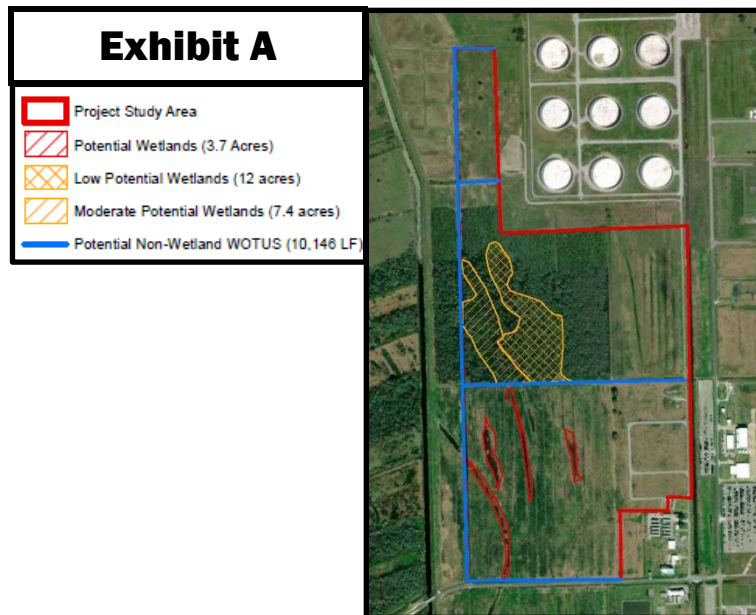 Exhibit A
Project Study Area
Potential Wetlands (3.7 Acres)
Low Potential Wetlands (12 acres)
Moderate Potential Wetlands (7.4 acres)
Potential Non-Wetland WOTUS (10,146 LF)